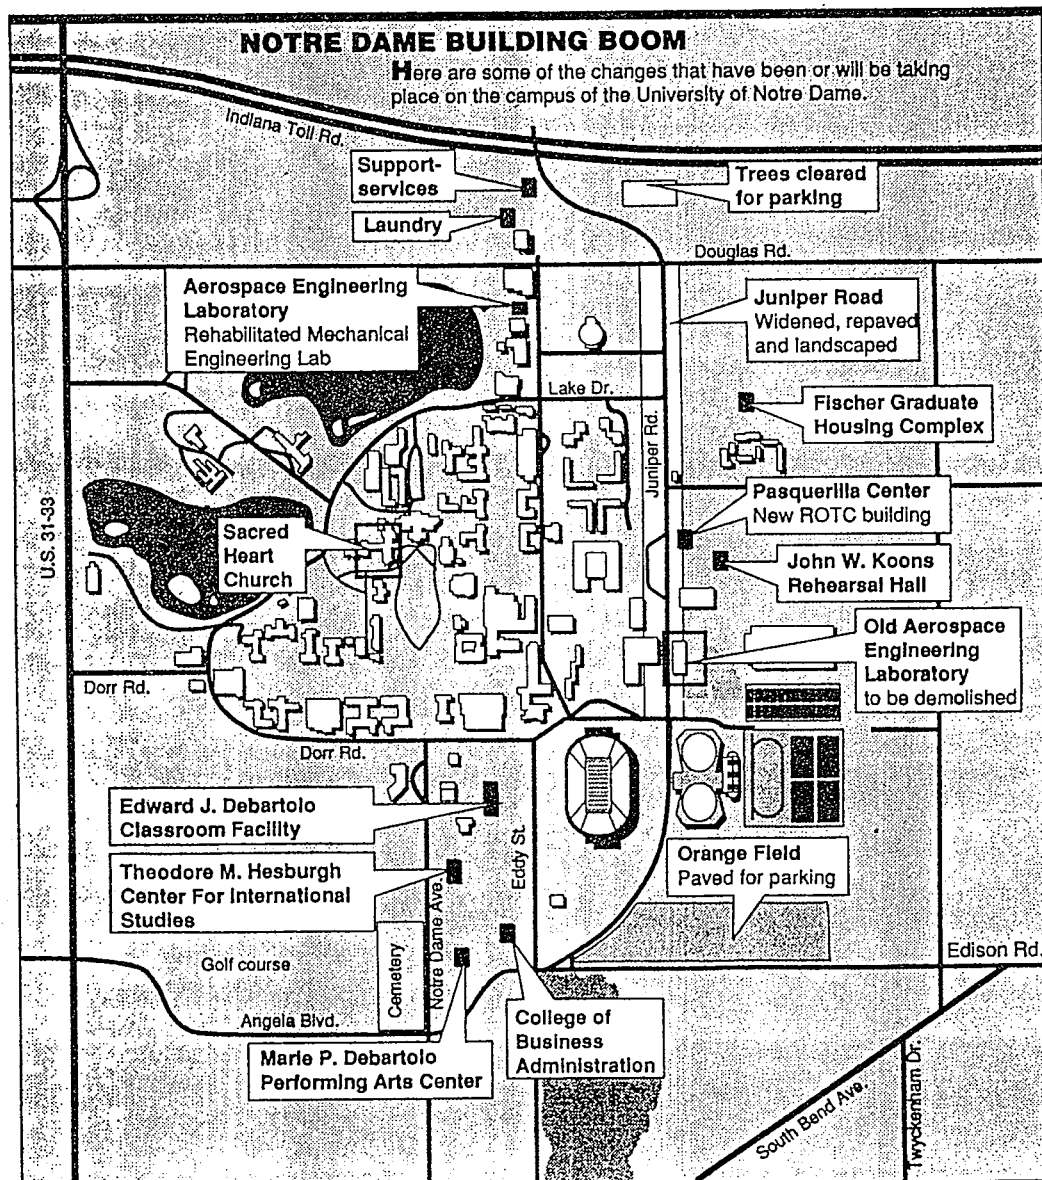 NOTRE DAME BUILDING BOOM
Here are some of the changes that have been or will be taking
place on the campus of the University of Notre Dame.
Indiana Toll Rd.
Support-
services
Trees cleared
for parking
Laundry
Douglas Rd.
Aerospace Engineering
Laboratory
Rehabilitated Mechanical
Engineering Lab
Juniper Road
Widened, repaved
and landscaped
Lake Dr.
Fischer Graduate
Housing Complex
Juniper Rd.
Pasquerilla Center
New ROTC building
U.S. 31-33
Sacred
Heart
Church
John W. Koons
Rehearsal Hall
Old Aerospace
Engineering
Laboratory
to be demolished
Dorr Rd.
Dorr Rd.
Edward J. Debartolo
Classroom Facility
Eddy St.
Orange Field
Paved for parking
Theodore M. Hesburgh
Center For International
Studies
Notre Dame Ave.
Cemetery
Golf course
Edison Rd.
Angela Blvd.
College of
Business
Administration
Marie P. Debartolo
Performing Arts Center
South Bend Ave.
Twyckenham Dr.